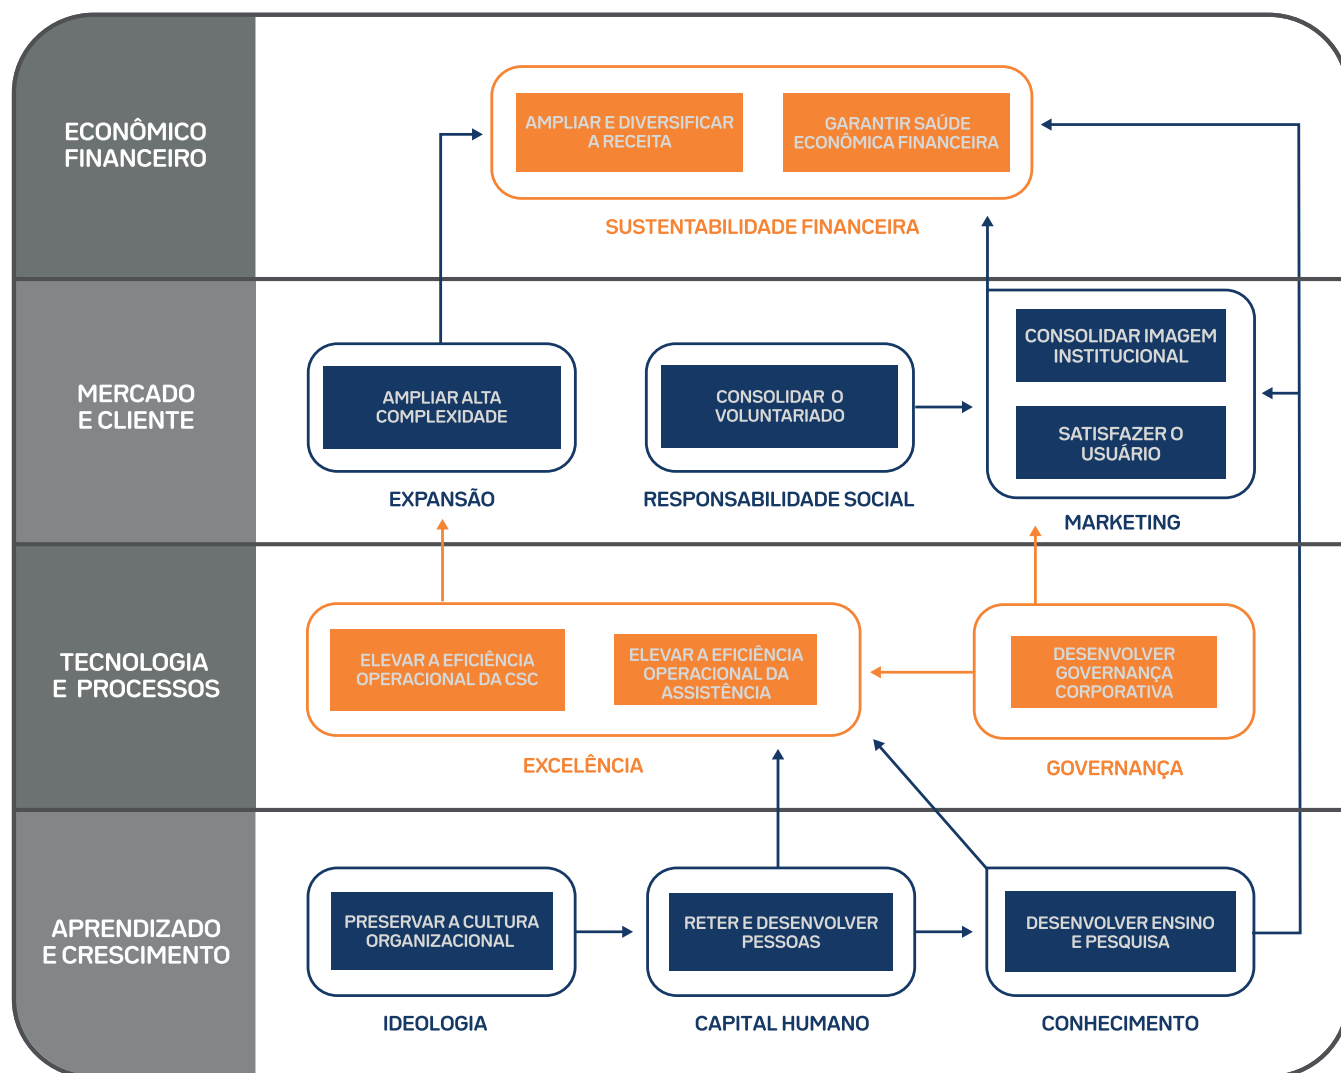 ECONÔMICO
FINANCEIRO
AMPLIAR E DIVERSIFICAR
A RECEITA
GARANTIR SAÚDE
ECONÔMICA FINANCEIRA
SUSTENTABILIDADE FINANCEIRA
MERCADO
E CLIENTE
AMPLIAR ALTA
COMPLEXIDADE
EXPANSÃO
CONSOLIDAR O
VOLUNTARIADO
RESPONSABILIDADE SOCIAL
CONSOLIDAR IMAGEM
INSTITUCIONAL
SATISFAZER O
USUÁRIO
MARKETING
TECNOLOGIA
E PROCESSOS
ELEVAR A EFICIÊNCIA
OPERACIONAL DA CSC
ELEVAR A EFICIÊNCIA
OPERACIONAL DA
ASSISTÊNCIA
EXCELÊNCIA
DESENVOLVER
GOVERNANÇA
CORPORATIVA
GOVERNANÇA
APRENDIZADO
E CRESCIMENTO
PRESERVAR A CULTURA
ORGANIZACIONAL
IDEOLOGIA
RETER E DESENVOLVER
PESSOAS
CAPITAL HUMANO
DESENVOLVER ENSINO
E PESQUISA
CONHECIMENTO